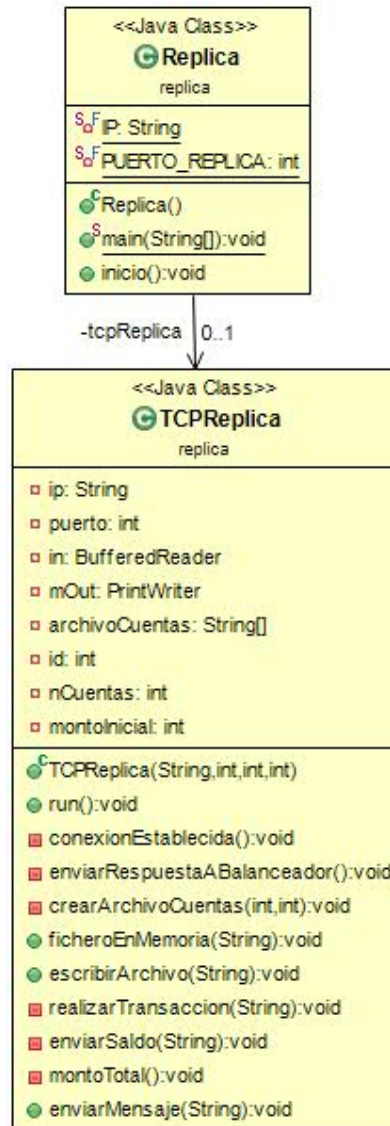 <<Java Class>>
Replica
replica
IP: String
PUERTO_REPLICA: int
Replica()
main(String[]):void
inicio():void
-tcpReplica 0..1
<<Java Class>>
TCPReplica
replica
ip: String
puerto: int
in: BufferedReader
mOut: PrintWriter
archivoCuentas: String[]
id: int
nCuentas: int
montoInicial: int
TCPReplica(String,int,int,int)
run():void
conexionEstablecida():void
enviarRespuestaABalanceador():void
crearArchivoCuentas(int,int):void
ficheroEnMemoria(String):void
escribirArchivo(String):void
realizarTransaccion(String):void
enviarSaldo(String):void
montoTotal():void
enviarMensaje(String):void